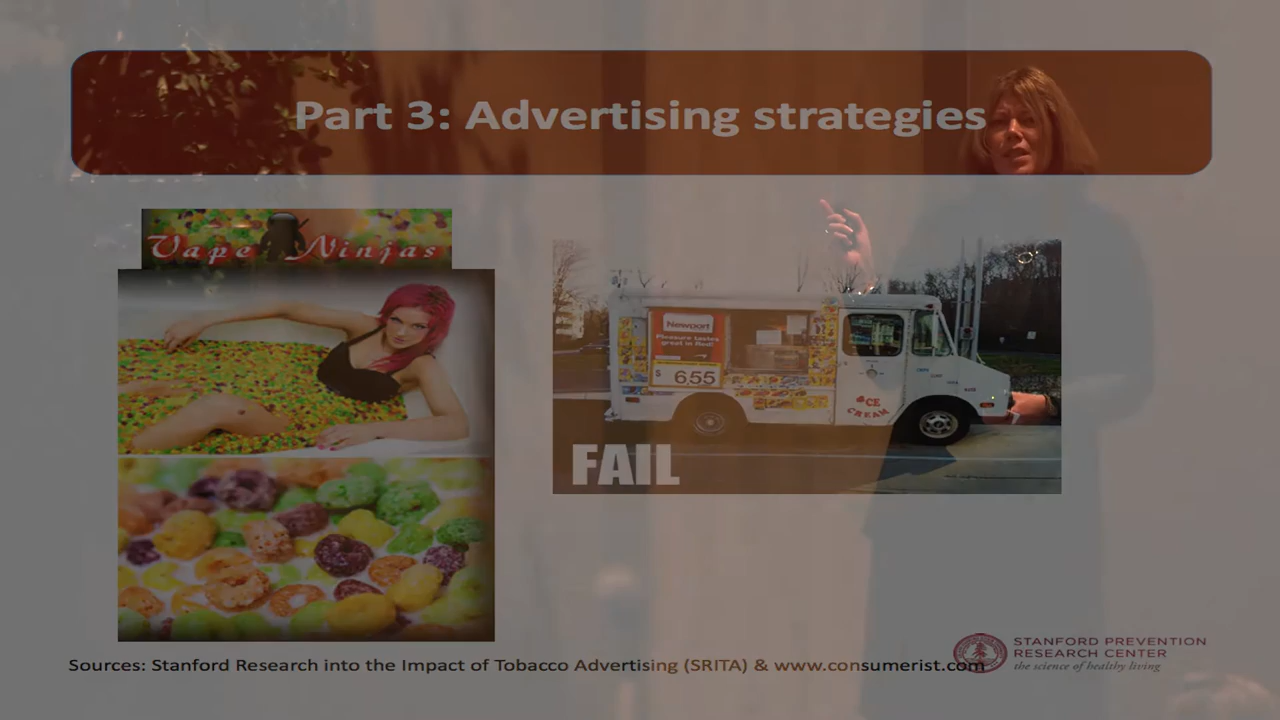 Part 3: Advertising strategies
Vape Ninjas
Newport
Pleasure tastes
great in Red!
$ 6.55
ICE
CREAM
FAIL
Sources: Stanford Research into the Impact of Tobacco Advertising (SRITA) & www.consumerist.com
STANFORD PREVENTION
RESEARCH CENTER
the science of healthy living